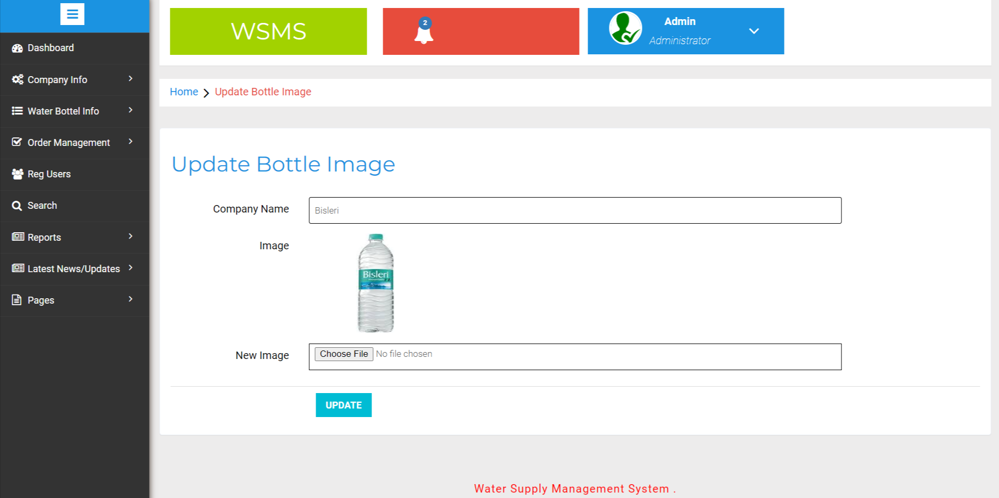 WSMS
2
Admin
Administrator
Dashboard
Company Info
Water Bottel Info
Order Management
Reg Users
Search
Reports
Latest News/Updates
Pages
Home
Update Bottle Image
Update Bottle Image
Company Name
Bisleri
Image
Bisleri
mountain
New Image
Choose File No file chosen
UPDATE
Water Supply Management System .